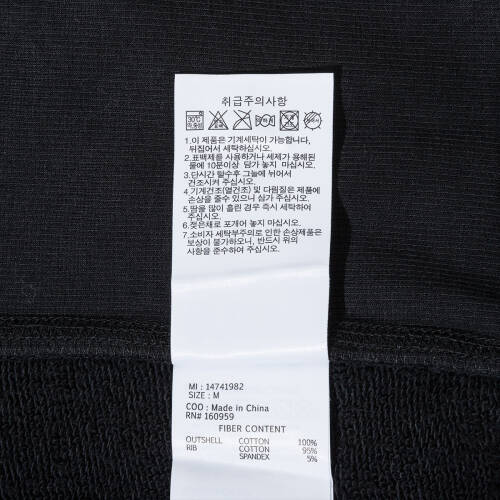 취급주의사항
30℃
1.이 제품은 기계세탁이 가능합니다,
뒤집어서 세탁하십시오.
2.표백제를 사용하거나 세제가 용해된
물에 10분이상 담가 놓지 마십시오.
3.단시간 탈수후 그늘에 뉘어서
건조시켜 주십시오.
4.기계건조(열건조) 및 다림질은 제품에
손상을 줄수 있으니 삼가 주십시오.
5.땀을 많이 흘린 경우 즉시 세탁하여
주십시오.
6.젖은채로 포개어 놓지 마십시오.
7.소비자 세탁부주의로 인한 손상제품은
보상이 불가하오니, 반드시 위의
사항을 준수하여 주십시오.
MI : 14741982
SIZE : M
COO : Made in China
RN# 160959
FIBER CONTENT
OUTSHELL COTTON 100%
RIB COTTON 95%
SPANDEX 5%